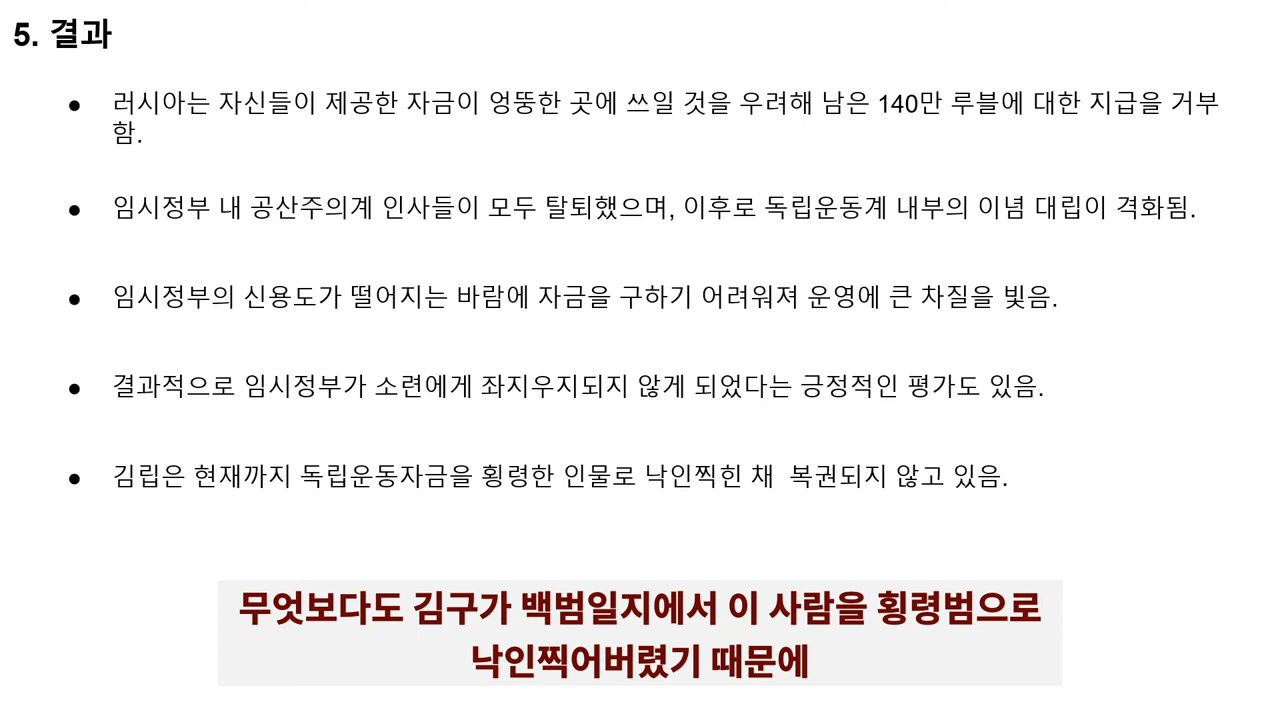 5. 결과
● 러시아는 자신들이 제공한 자금이 엉뚱한 곳에 쓰일 것을 우려해 남은 140만 루블에 대한 지급을 거부
함.
● 임시정부 내 공산주의계 인사들이 모두 탈퇴했으며, 이후로 독립운동계 내부의 이념 대립이 격화됨.
● 임시정부의 신용도가 떨어지는 바람에 자금을 구하기 어려워져 운영에 큰 차질을 빚음.
● 결과적으로 임시정부가 소련에게 좌지우지되지 않게 되었다는 긍정적인 평가도 있음.
● 김립은 현재까지 독립운동자금을 횡령한 인물로 낙인찍힌 채  복권되지 않고 있음.
무엇보다도 김구가 백범일지에서 이 사람을 횡령범으로
낙인찍어버렸기 때문에